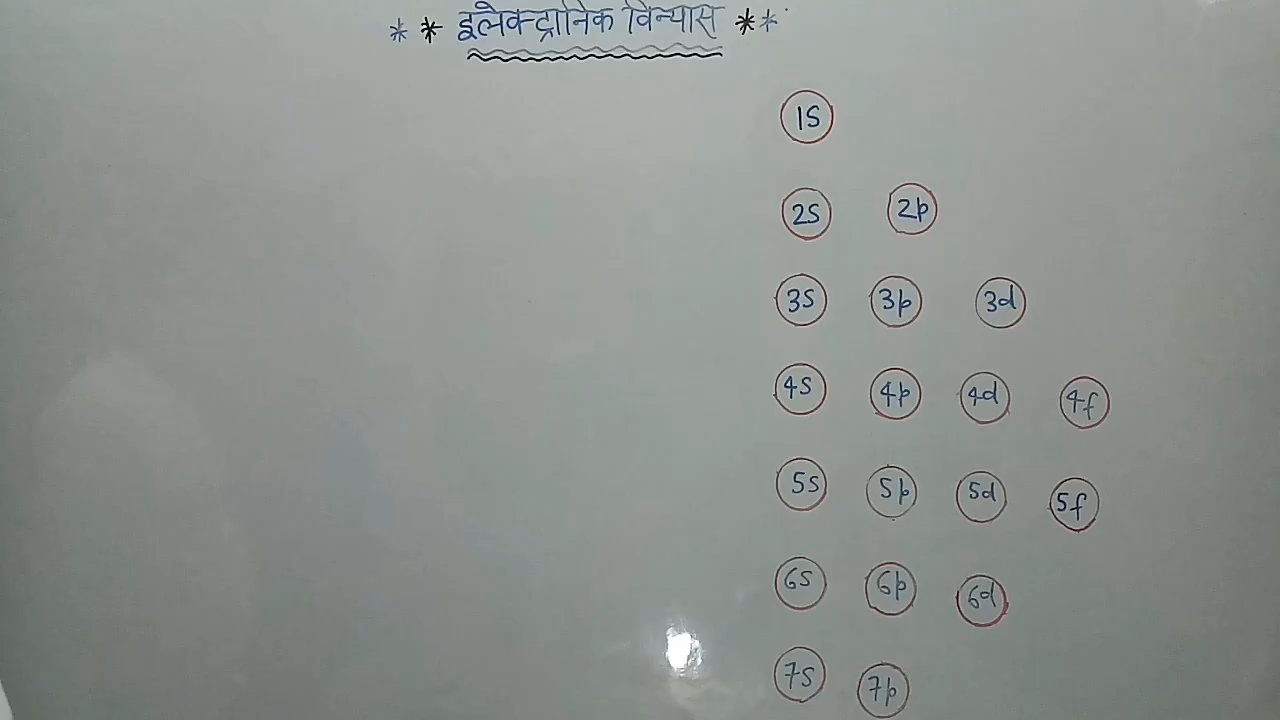 * * इलेक्ट्रानिक विन्यास * *
1s
2s 2p
3s 3p 3d
4s 4p 4d 4f
5s 5p 5d 5f
6s 6p 6d
7s 7p